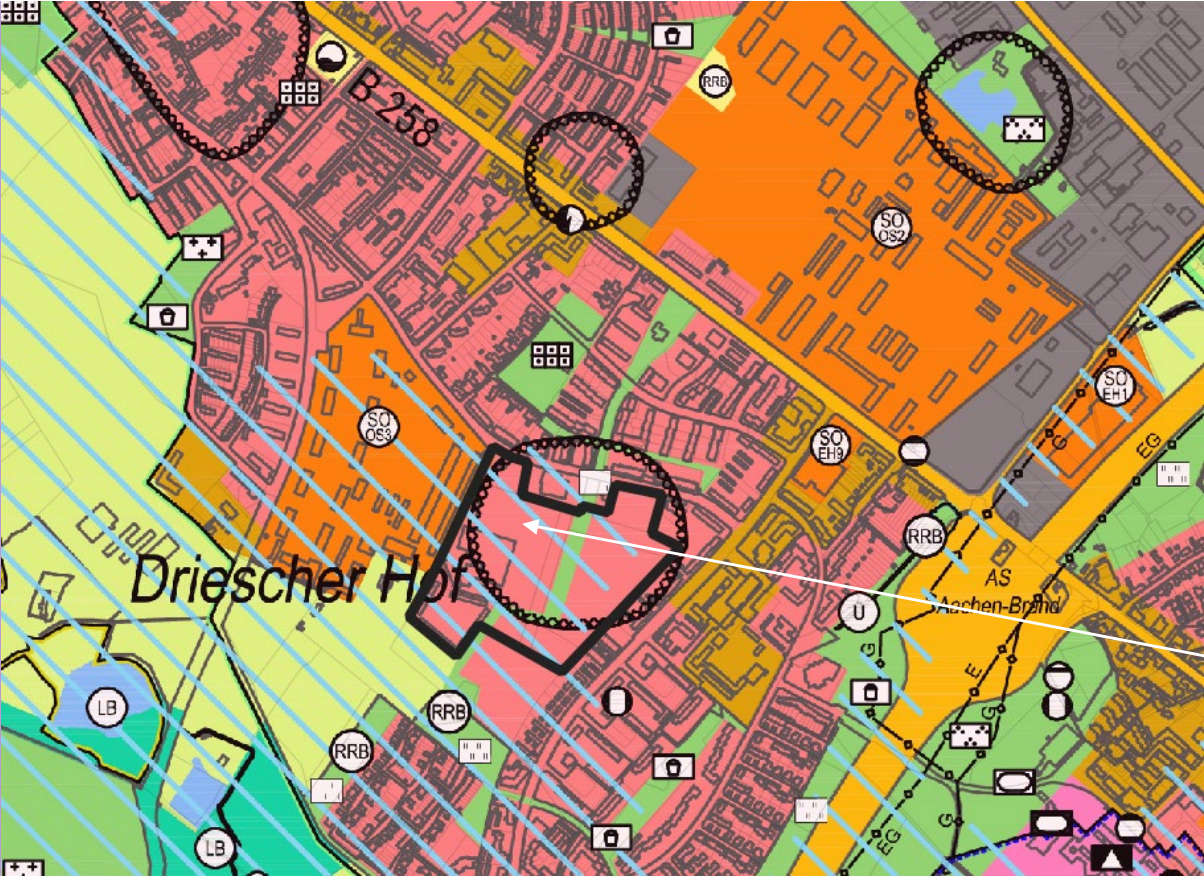 B 258
RRB
SO
OS2
SO
EH1
SO
OS3
SO
EH9
G
EG
RRB
Driescher Hof
AS
Aachen-Brand
U
G
E
LB
RRB
RRB
G
LB
G
EG